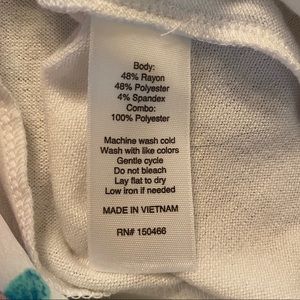 Body:
48% Rayon
48% Polyester
4% Spandex
Combo:
100% Polyester
Machine wash cold
Wash with like colors
Gentle cycle
Do not bleach
Lay flat to dry
Low iron if needed
MADE IN VIETNAM
RN# 150466